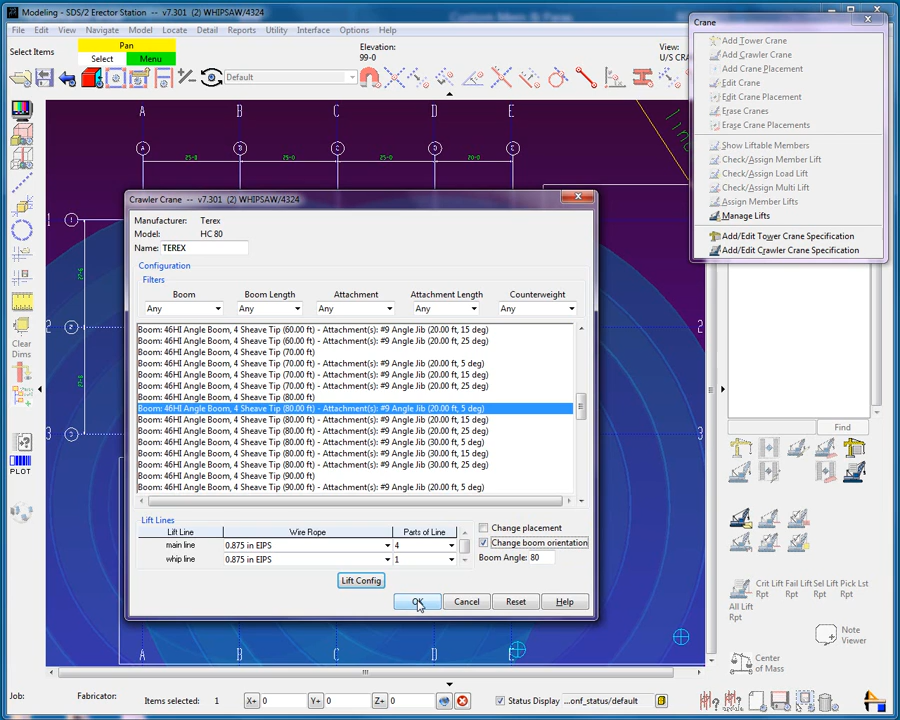 Modeling - SDS/2 Erector Station -- v7.301 (2) WHIPSAW/4324
File Edit View Navigate Model Locate Detail Reports Utility Interface Options Help
Select Items
Pan
Select Menu
Elevation:
99-0
View:
U/S CRA
Default
Crane
Add Tower Crane
Add Crawler Crane
Add Crane Placement
Edit Crane
Edit Crane Placement
Erase Cranes
Erase Crane Placements
Show Liftable Members
Check/Assign Member Lift
Check/Assign Load Lift
Check/Assign Multi Lift
Assign Member Lifts
Manage Lifts
Add/Edit Tower Crane Specification
Add/Edit Crawler Crane Specification
A B C D E
A B C D E
25-0 25-0 25-0 20-0
1 1
2 2 2
3 3 3
Clear
Dims
PLOT
Crawler Crane -- v7.301 (2) WHIPSAW/4324
Manufacturer: Terex
Model: HC 80
Name: TEREX
Configuration
Filters
Boom Boom Length Attachment Attachment Length Counterweight
Any Any Any Any Any
Boom: 46HI Angle Boom, 4 Sheave Tip (60.00 ft) - Attachment(s): #9 Angle Jib (20.00 ft, 15 deg)
Boom: 46HI Angle Boom, 4 Sheave Tip (60.00 ft) - Attachment(s): #9 Angle Jib (20.00 ft, 25 deg)
Boom: 46HI Angle Boom, 4 Sheave Tip (70.00 ft)
Boom: 46HI Angle Boom, 4 Sheave Tip (70.00 ft) - Attachment(s): #9 Angle Jib (20.00 ft, 5 deg)
Boom: 46HI Angle Boom, 4 Sheave Tip (70.00 ft) - Attachment(s): #9 Angle Jib (20.00 ft, 15 deg)
Boom: 46HI Angle Boom, 4 Sheave Tip (70.00 ft) - Attachment(s): #9 Angle Jib (20.00 ft, 25 deg)
Boom: 46HI Angle Boom, 4 Sheave Tip (80.00 ft)
Boom: 46HI Angle Boom, 4 Sheave Tip (80.00 ft) - Attachment(s): #9 Angle Jib (20.00 ft, 5 deg)
Boom: 46HI Angle Boom, 4 Sheave Tip (80.00 ft) - Attachment(s): #9 Angle Jib (20.00 ft, 15 deg)
Boom: 46HI Angle Boom, 4 Sheave Tip (80.00 ft) - Attachment(s): #9 Angle Jib (20.00 ft, 25 deg)
Boom: 46HI Angle Boom, 4 Sheave Tip (80.00 ft) - Attachment(s): #9 Angle Jib (30.00 ft, 5 deg)
Boom: 46HI Angle Boom, 4 Sheave Tip (80.00 ft) - Attachment(s): #9 Angle Jib (30.00 ft, 15 deg)
Boom: 46HI Angle Boom, 4 Sheave Tip (80.00 ft) - Attachment(s): #9 Angle Jib (30.00 ft, 25 deg)
Boom: 46HI Angle Boom, 4 Sheave Tip (90.00 ft)
Boom: 46HI Angle Boom, 4 Sheave Tip (90.00 ft) - Attachment(s): #9 Angle Jib (20.00 ft, 5 deg)
Lift Lines
Lift Line Wire Rope Parts of Line
main line 0.875 in EIPS 4
whip line 0.875 in EIPS 1
Change placement
Change boom orientation
Boom Angle: 80
Lift Config
OK Cancel Reset Help
A B C D E
Find
Crit Lift Rpt
Fail Lift Rpt
Sel Lift Rpt
Pick Lst Rpt
All Lift
Rpt
Note
Viewer
Center
of Mass
Job: Fabricator: Items selected: 1 X+ 0 Y+ 0 Z+ 0 Status Display ...onf_status/default